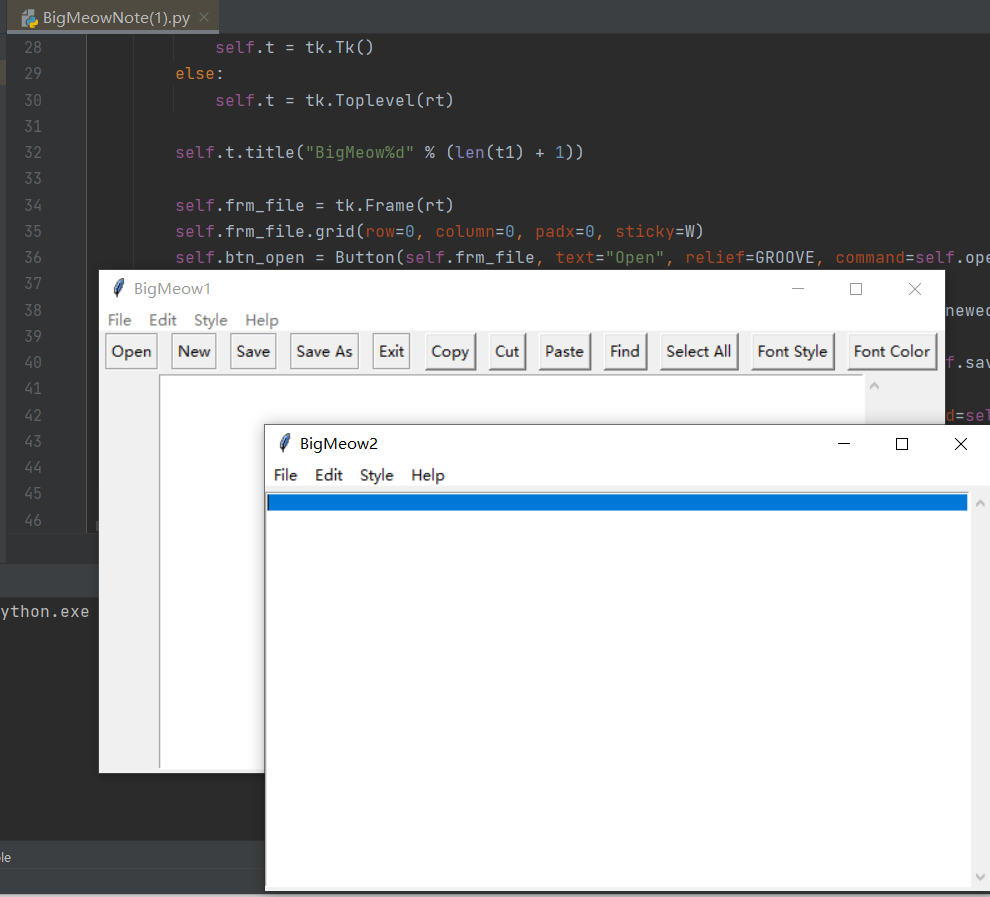 BigMeowNote(1).py
28 self.t = tk.Tk()
29 else:
30 self.t = tk.Toplevel(rt)
31
32 self.t.title("BigMeow%d" % (len(t1) + 1))
33
34 self.frm_file = tk.Frame(rt)
35 self.frm_file.grid(row=0, column=0, padx=0, sticky=W)
36 self.btn_open = Button(self.frm_file, text="Open", relief=GROOVE, command=self.ope
37
38 newed
39
40 f.sav
41
42 d=sel
43
44
45
46
BigMeow1
File Edit Style Help
Open New Save Save As Exit Copy Cut Paste Find Select All Font Style Font Color
BigMeow2
File Edit Style Help
ython.exe
le